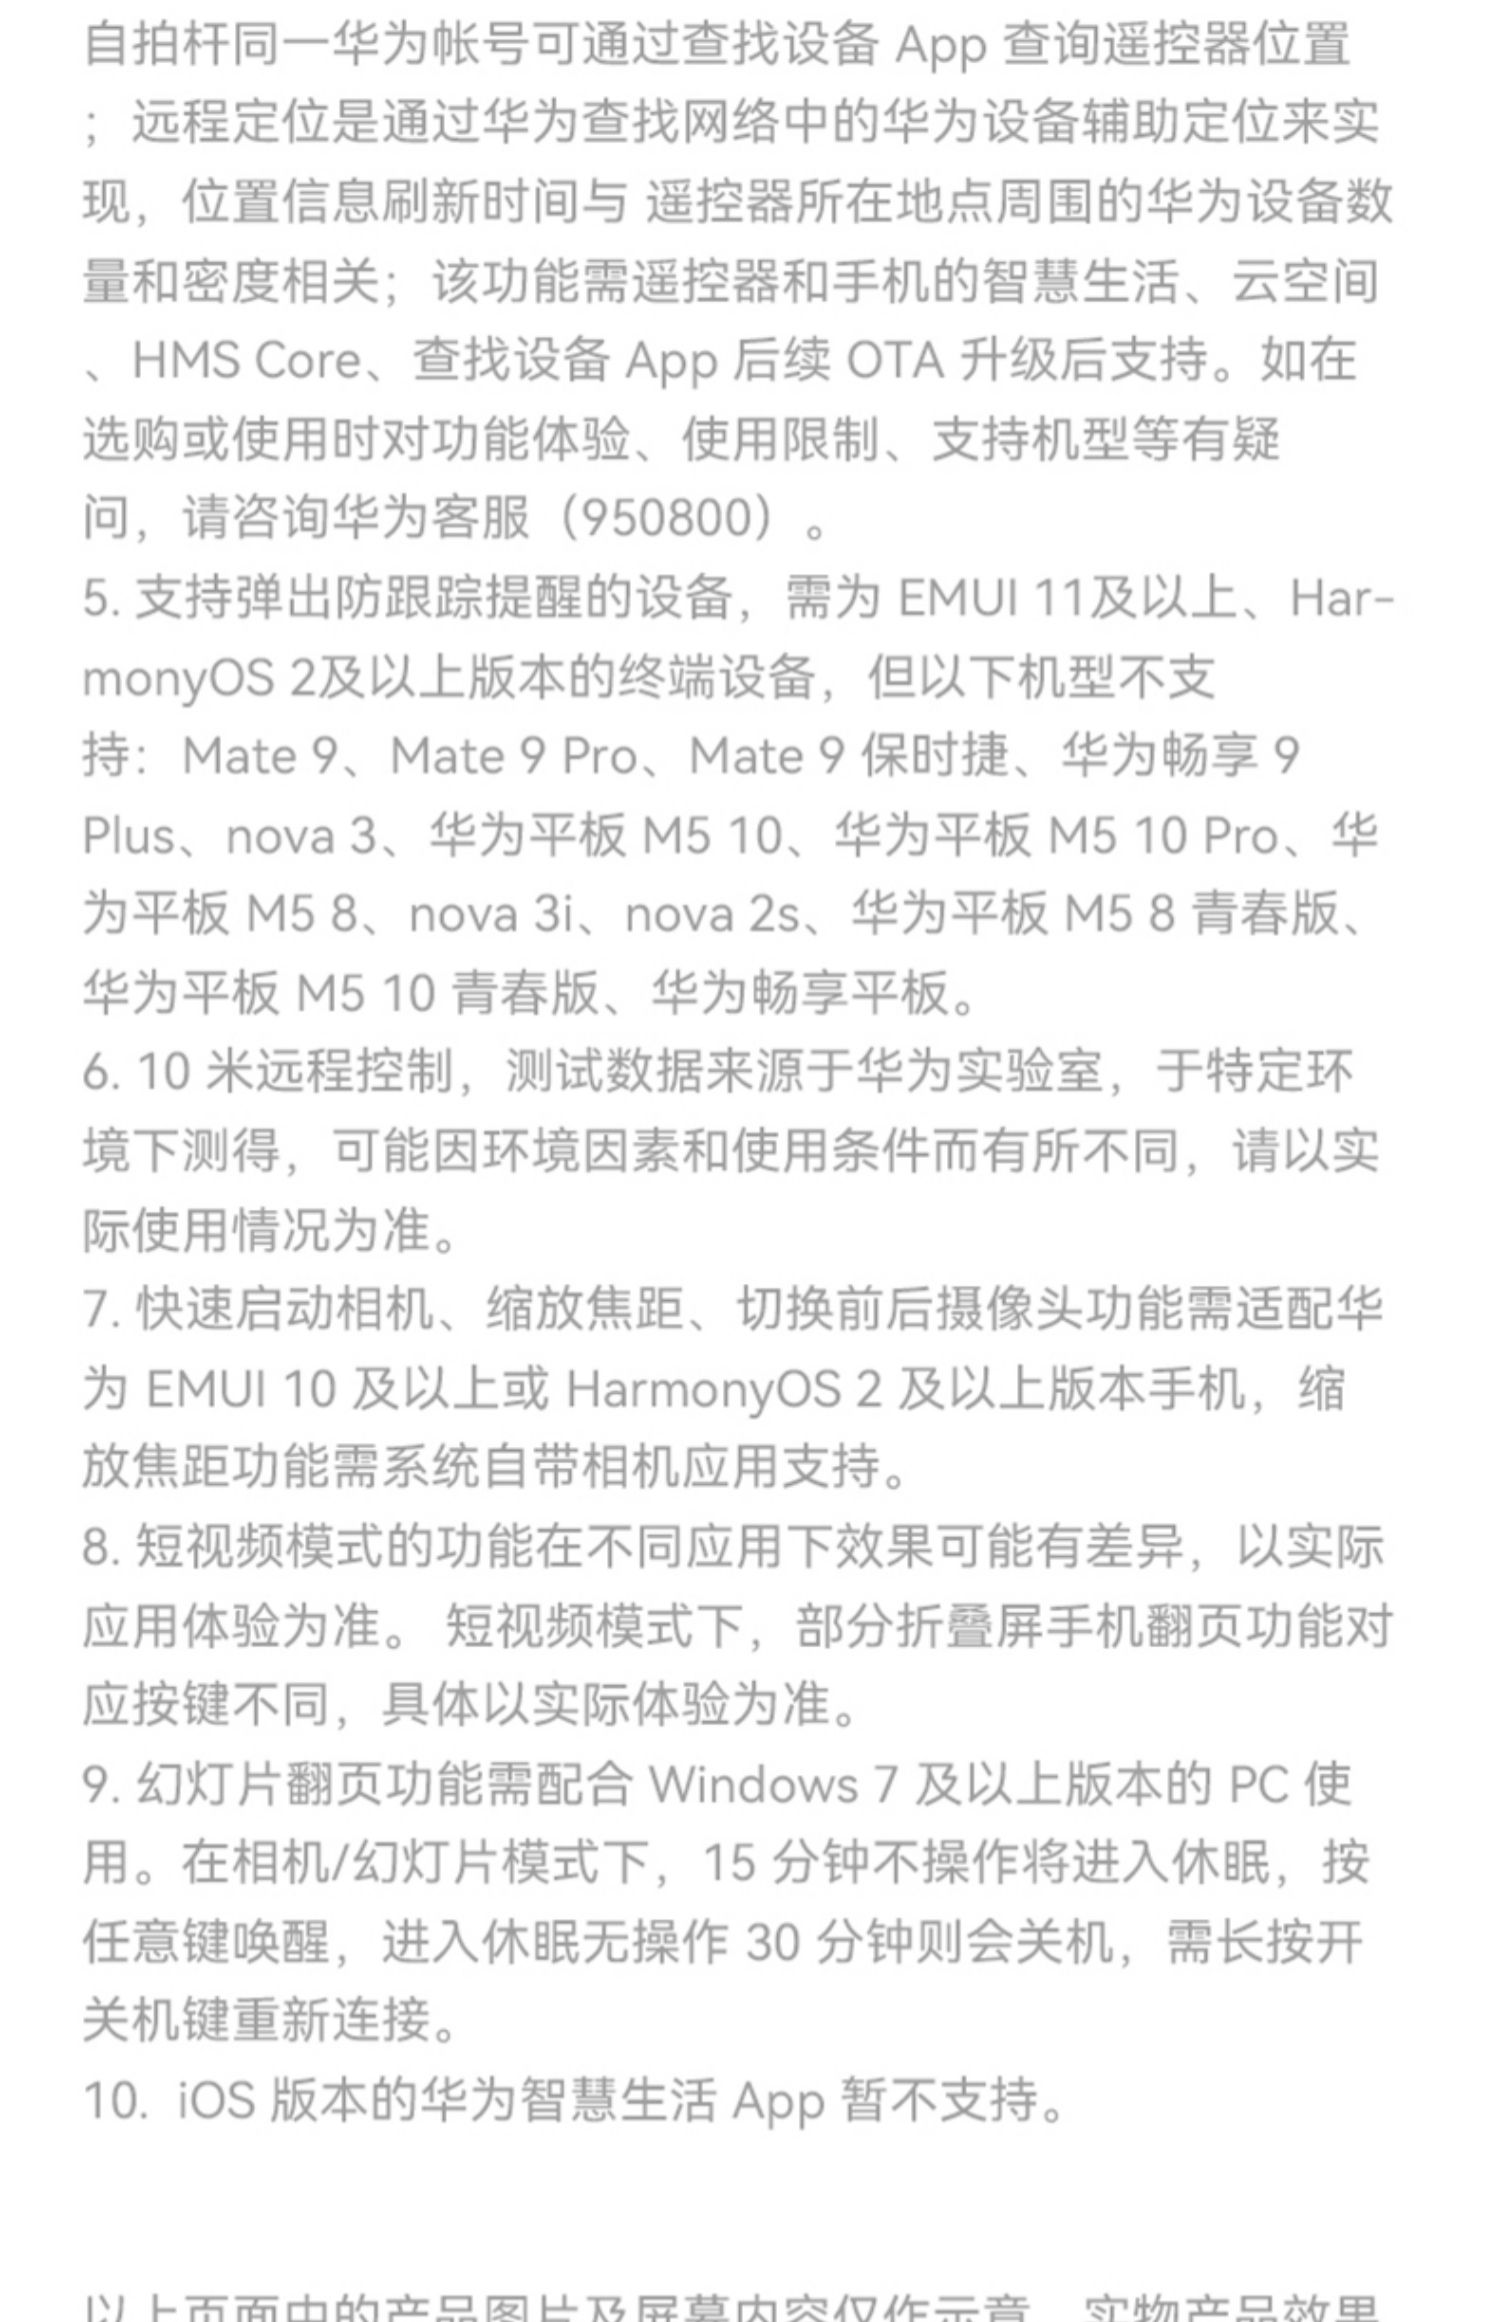 自拍杆同一华为帐号可通过查找设备 App 查询遥控器位置
；远程定位是通过华为查找网络中的华为设备辅助定位来实
现，位置信息刷新时间与 遥控器所在地点周围的华为设备数
量和密度相关；该功能需遥控器和手机的智慧生活、云空间
、HMS Core、查找设备 App 后续 OTA 升级后支持。如在
选购或使用时对功能体验、使用限制、支持机型等有疑
问，请咨询华为客服（950800）。
5. 支持弹出防跟踪提醒的设备，需为 EMUI 11及以上、Har-
monyOS 2及以上版本的终端设备，但以下机型不支
持：Mate 9、Mate 9 Pro、Mate 9 保时捷、华为畅享 9
Plus、nova 3、华为平板 M5 10、华为平板 M5 10 Pro、华
为平板 M5 8、nova 3i、nova 2s、华为平板 M5 8 青春版、
华为平板 M5 10 青春版、华为畅享平板。
6. 10 米远程控制，测试数据来源于华为实验室，于特定环
境下测得，可能因环境因素和使用条件而有所不同，请以实
际使用情况为准。
7. 快速启动相机、缩放焦距、切换前后摄像头功能需适配华
为 EMUI 10 及以上或 HarmonyOS 2 及以上版本手机，缩
放焦距功能需系统自带相机应用支持。
8. 短视频模式的功能在不同应用下效果可能有差异，以实际
应用体验为准。 短视频模式下，部分折叠屏手机翻页功能对
应按键不同，具体以实际体验为准。
9. 幻灯片翻页功能需配合 Windows 7 及以上版本的 PC 使
用。在相机/幻灯片模式下，15 分钟不操作将进入休眠，按
任意键唤醒，进入休眠无操作 30 分钟则会关机，需长按开
关机键重新连接。
10. iOS 版本的华为智慧生活 App 暂不支持。
以上页面中的产品图片及屏幕内容仅作示意，实物产品效果